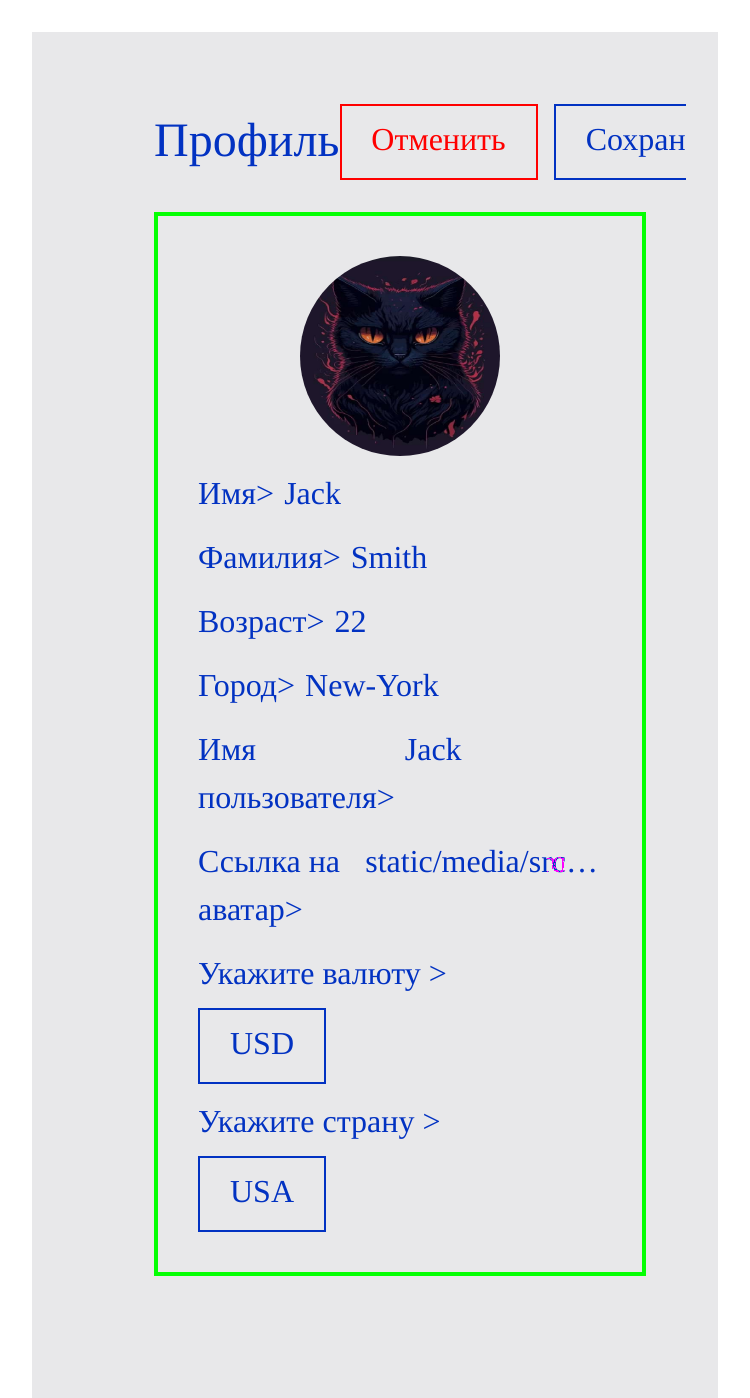 Профиль Отменить Сохран
Имя> Jack
Фамилия> Smith
Возраст> 22
Город> New-York
Имя пользователя> Jack
Ссылка на аватар> static/media/src…
Укажите валюту >
USD
Укажите страну >
USA